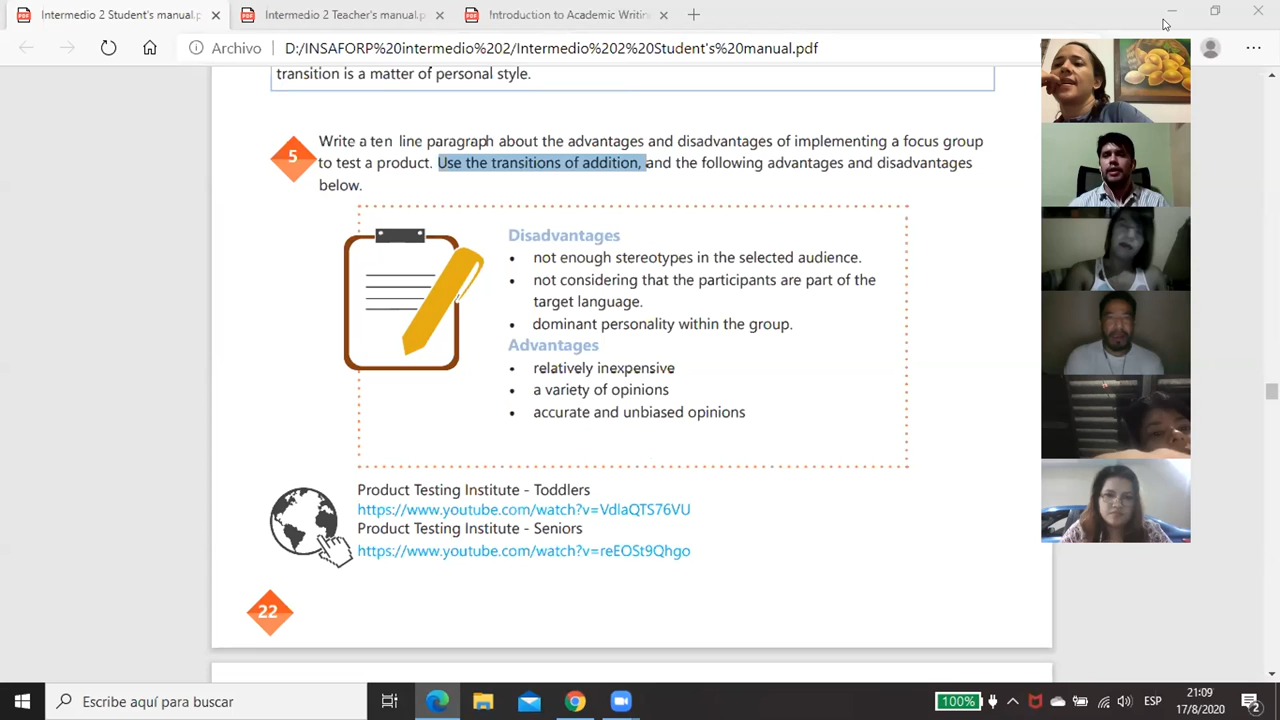 Intermedio 2 Student's manual.p
Intermedio 2 Teacher's manual.p
Introduction to Academic Writin
Archivo
D:/INSAFORP%20intermedio%202/Intermedio%202%20Student's%20manual.pdf
transition is a matter of personal style.
5
Write a ten line paragraph about the advantages and disadvantages of implementing a focus group
to test a product. Use the transitions of addition, and the following advantages and disadvantages
below.
Disadvantages
• not enough stereotypes in the selected audience.
• not considering that the participants are part of the
target language.
• dominant personality within the group.
Advantages
• relatively inexpensive
• a variety of opinions
• accurate and unbiased opinions
Product Testing Institute - Toddlers
https://www.youtube.com/watch?v=VdlaQTS76VU
Product Testing Institute - Seniors
https://www.youtube.com/watch?v=reEOSt9Qhgo
22
Escribe aquí para buscar
100%
ESP
21:09
17/8/2020
2